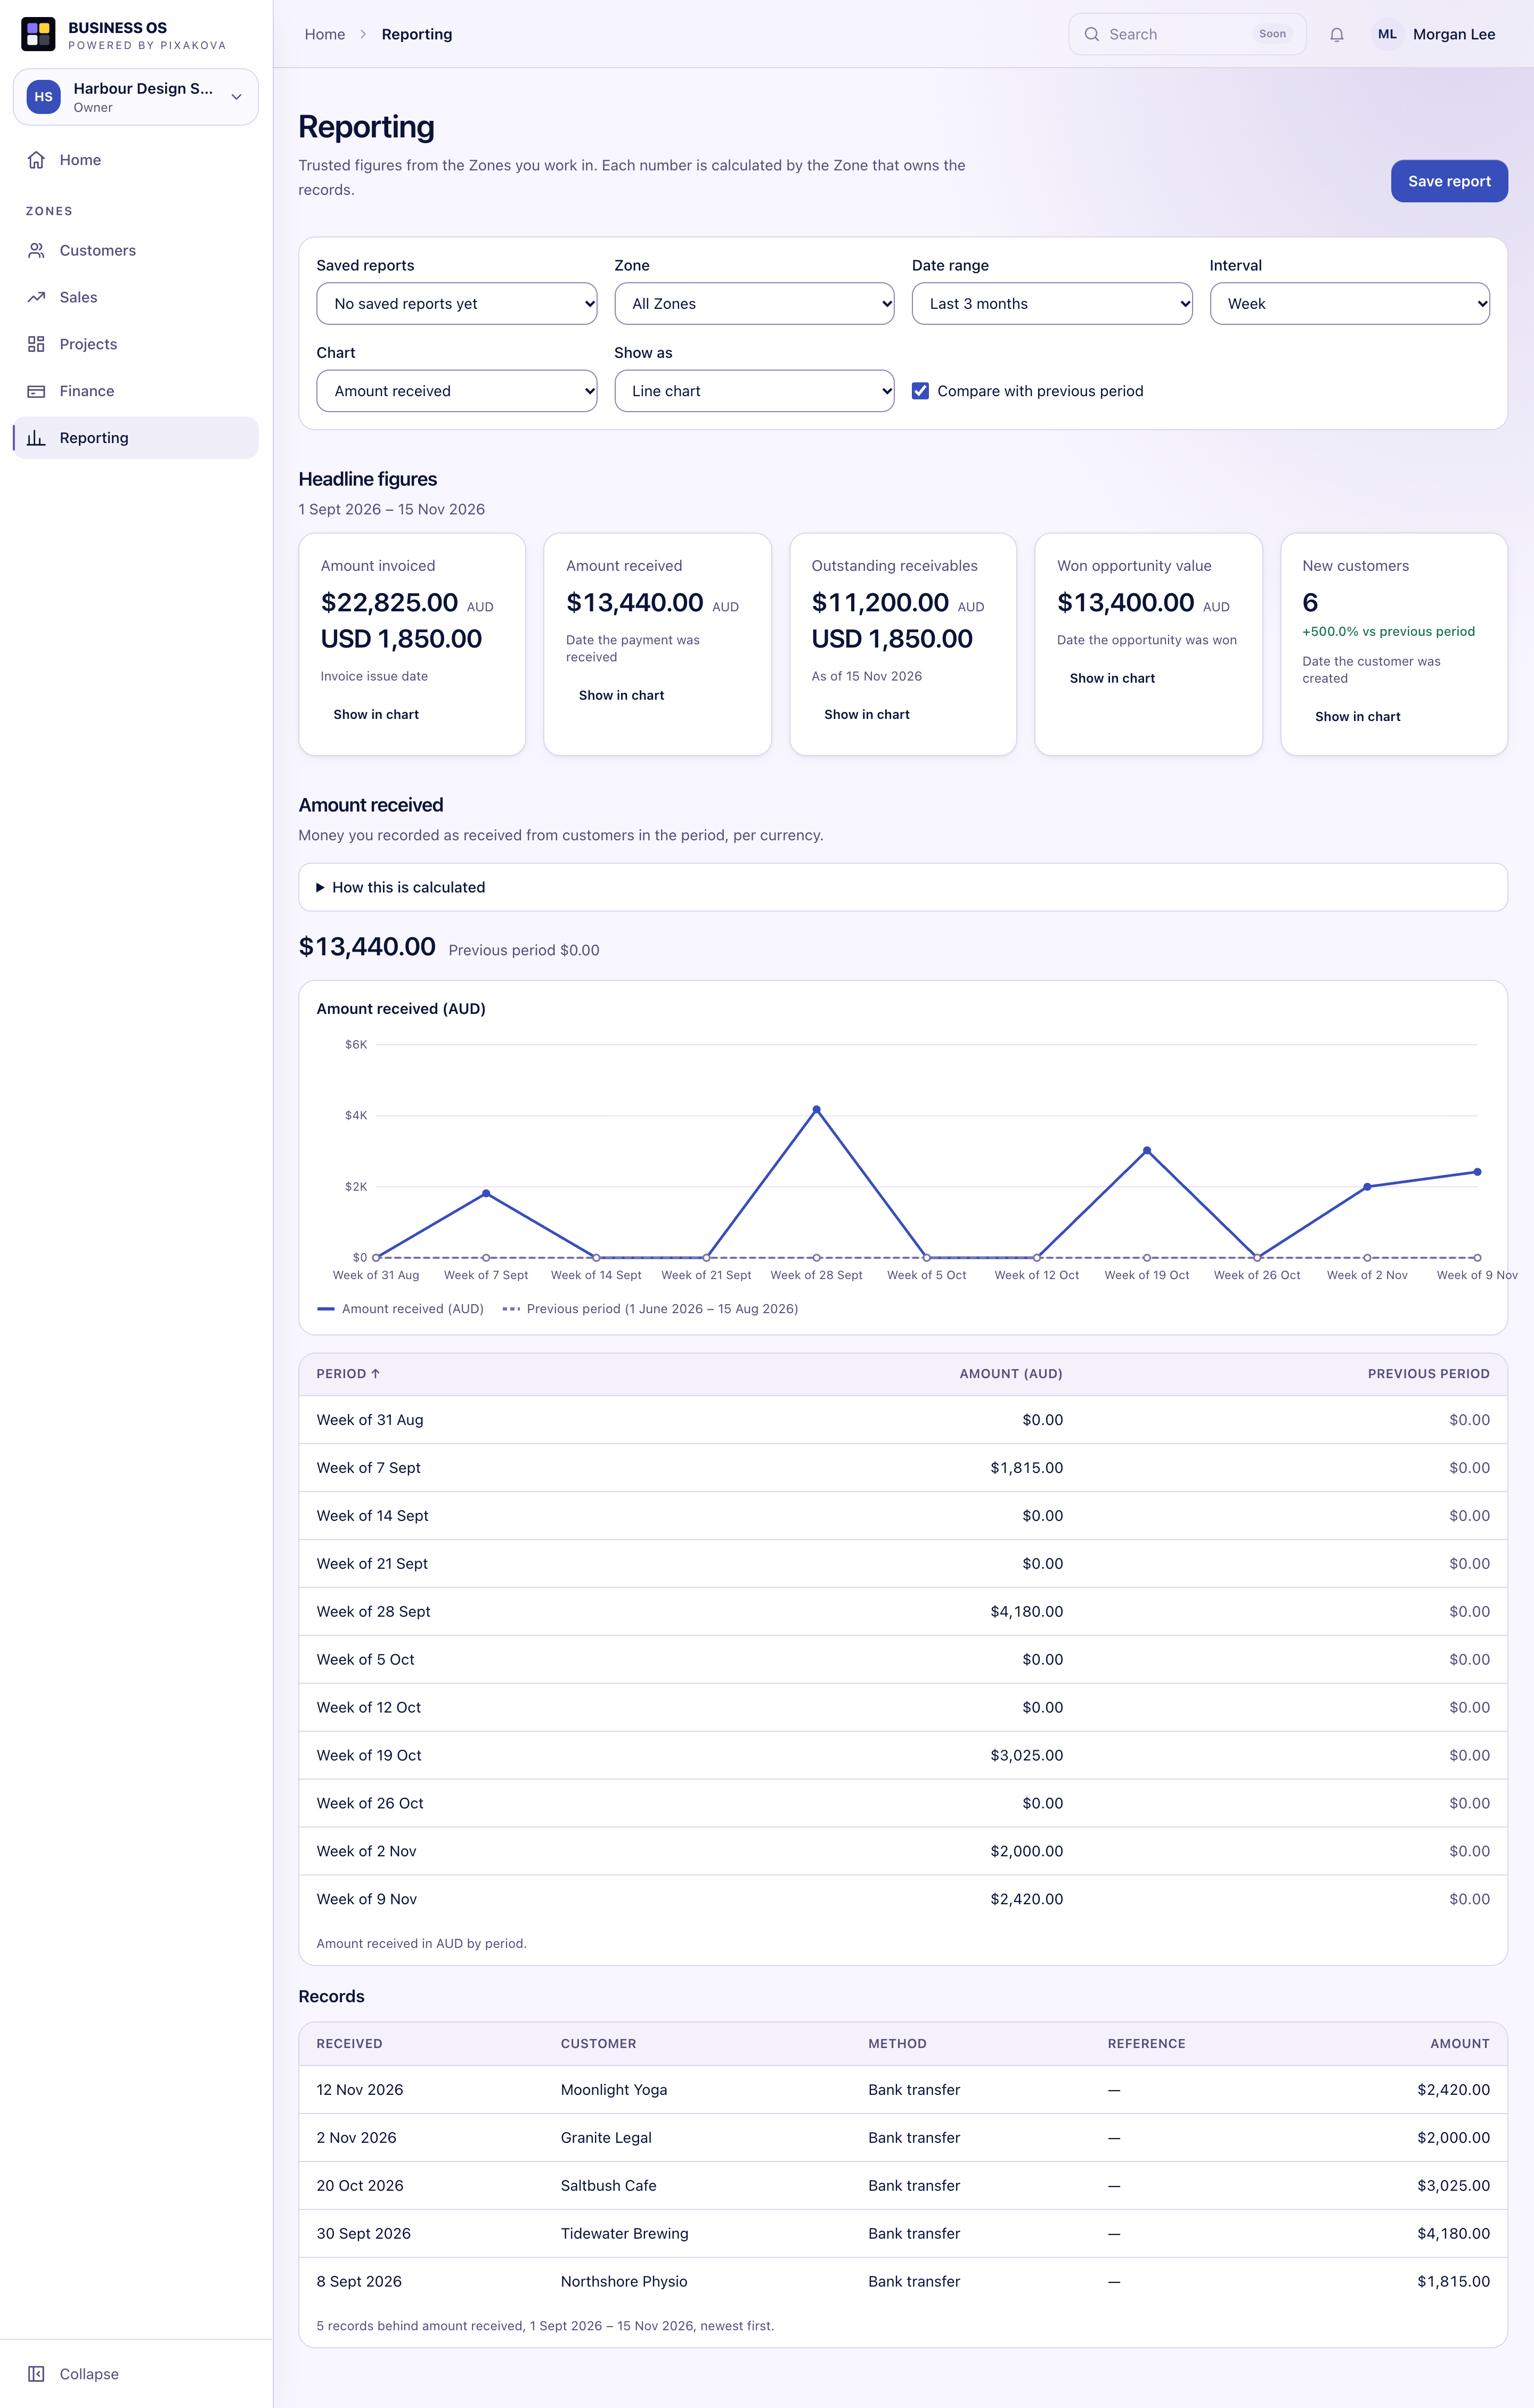 BUSINESS OS
POWERED BY PIXAKOVA
HS
Harbour Design S...
Owner
Home
ZONES
Customers
Sales
Projects
Finance
Reporting
Collapse
Home > Reporting
Search Soon
ML Morgan Lee
Reporting
Trusted figures from the Zones you work in. Each number is calculated by the Zone that owns the
records.
Save report
Saved reports Zone Date range Interval
No saved reports yet All Zones Last 3 months Week
Chart Show as
Amount received Line chart Compare with previous period
Headline figures
1 Sept 2026 – 15 Nov 2026
Amount invoiced
$22,825.00 AUD
USD 1,850.00
Invoice issue date
Show in chart
Amount received
$13,440.00 AUD
Date the payment was
received
Show in chart
Outstanding receivables
$11,200.00 AUD
USD 1,850.00
As of 15 Nov 2026
Show in chart
Won opportunity value
$13,400.00 AUD
Date the opportunity was won
Show in chart
New customers
6
+500.0% vs previous period
Date the customer was
created
Show in chart
Amount received
Money you recorded as received from customers in the period, per currency.
How this is calculated
$13,440.00 Previous period $0.00
Amount received (AUD)
$6K
$4K
$2K
$0
Week of 31 Aug Week of 7 Sept Week of 14 Sept Week of 21 Sept Week of 28 Sept Week of 5 Oct Week of 12 Oct Week of 19 Oct Week of 26 Oct Week of 2 Nov Week of 9 Nov
Amount received (AUD) Previous period (1 June 2026 – 15 Aug 2026)
PERIOD ↑ AMOUNT (AUD) PREVIOUS PERIOD
Week of 31 Aug $0.00 $0.00
Week of 7 Sept $1,815.00 $0.00
Week of 14 Sept $0.00 $0.00
Week of 21 Sept $0.00 $0.00
Week of 28 Sept $4,180.00 $0.00
Week of 5 Oct $0.00 $0.00
Week of 12 Oct $0.00 $0.00
Week of 19 Oct $3,025.00 $0.00
Week of 26 Oct $0.00 $0.00
Week of 2 Nov $2,000.00 $0.00
Week of 9 Nov $2,420.00 $0.00
Amount received in AUD by period.
Records
RECEIVED CUSTOMER METHOD REFERENCE AMOUNT
12 Nov 2026 Moonlight Yoga Bank transfer — $2,420.00
2 Nov 2026 Granite Legal Bank transfer — $2,000.00
20 Oct 2026 Saltbush Cafe Bank transfer — $3,025.00
30 Sept 2026 Tidewater Brewing Bank transfer — $4,180.00
8 Sept 2026 Northshore Physio Bank transfer — $1,815.00
5 records behind amount received, 1 Sept 2026 – 15 Nov 2026, newest first.